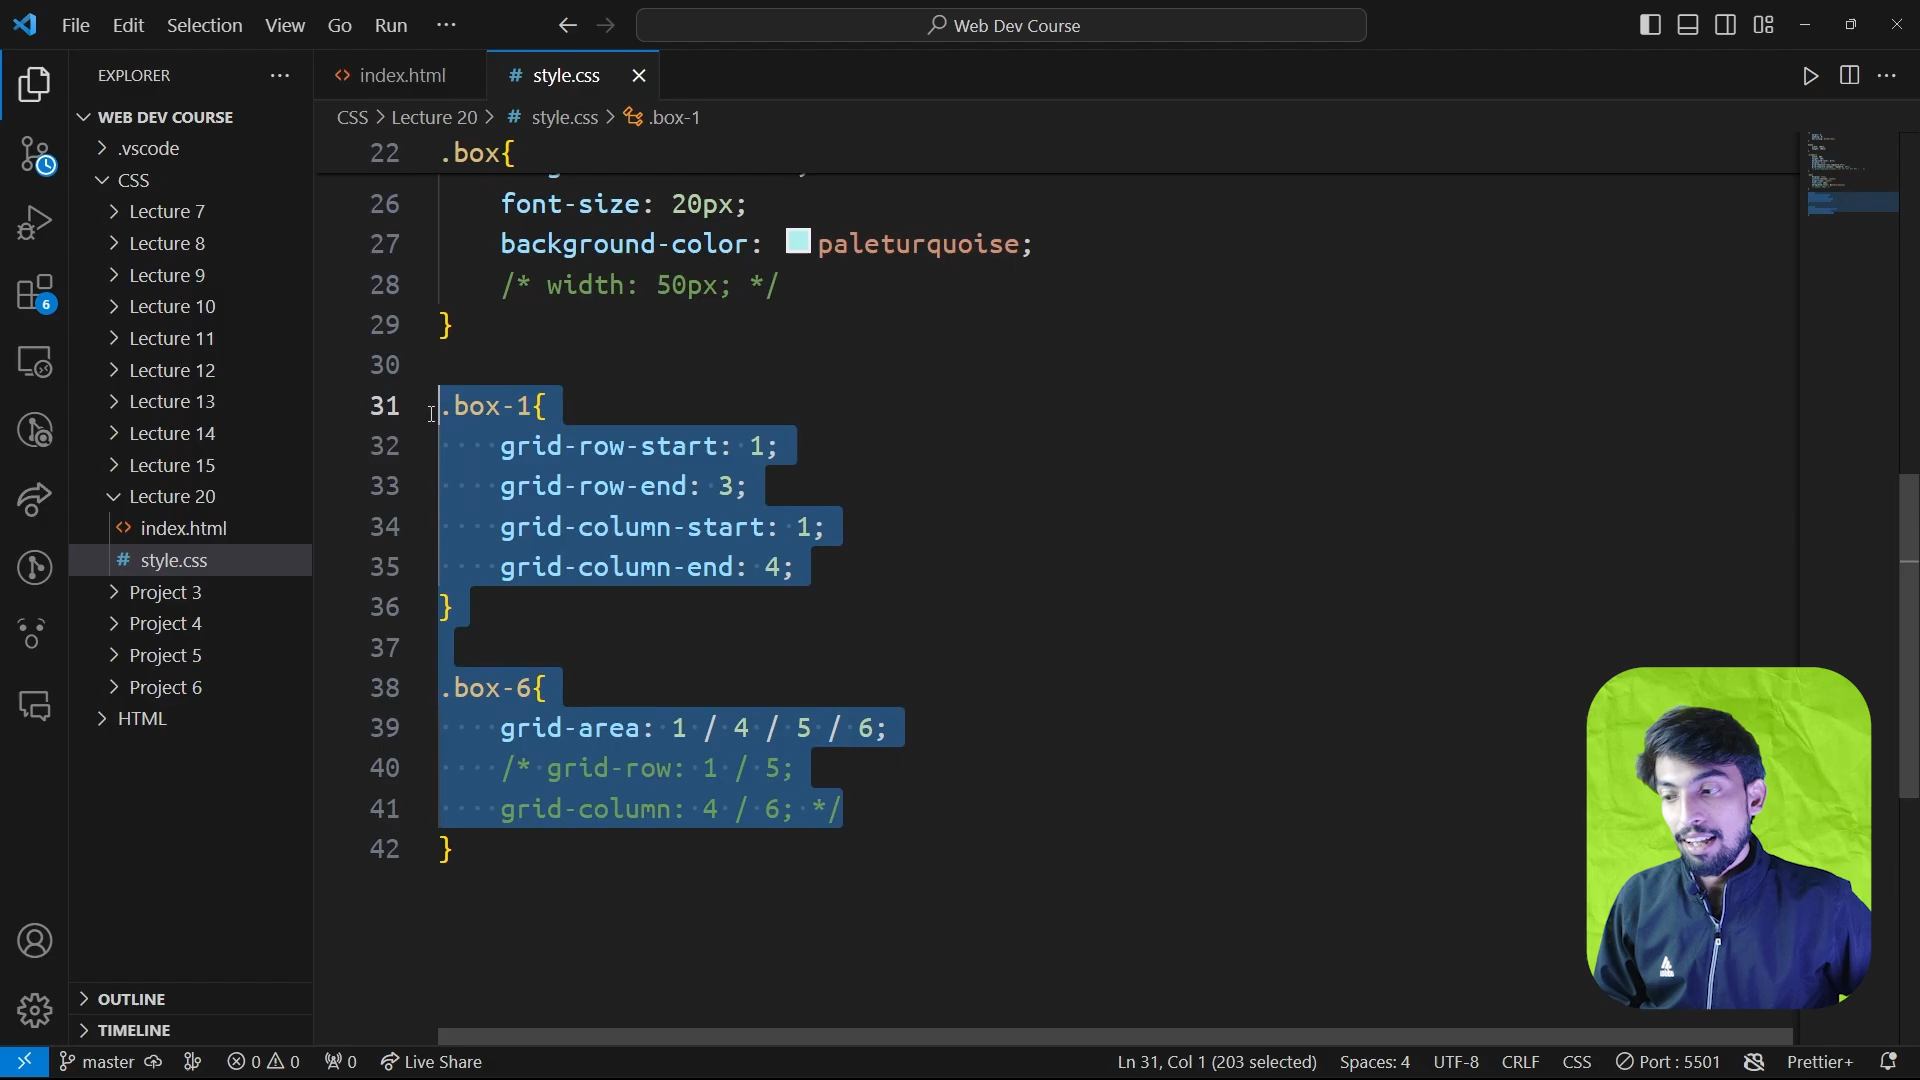 File Edit Selection View Go Run ···
Web Dev Course
EXPLORER ···
index.html
# style.css
WEB DEV COURSE
CSS > Lecture 20 > # style.css > .box-1
.vscode
CSS
Lecture 7
Lecture 8
Lecture 9
Lecture 10
Lecture 11
Lecture 12
Lecture 13
Lecture 14
Lecture 15
Lecture 20
<> index.html
# style.css
Project 3
Project 4
Project 5
Project 6
HTML
OUTLINE
TIMELINE
6
22 .box{
26 font-size: 20px;
27 background-color: paleturquoise;
28 /* width: 50px; */
29 }
30
31 .box-1{
32 grid-row-start: 1;
33 grid-row-end: 3;
34 grid-column-start: 1;
35 grid-column-end: 4;
36 }
37
38 .box-6{
39 grid-area: 1 / 4 / 5 / 6;
40 /* grid-row: 1 / 5;
41 grid-column: 4 / 6; */
42 }
master 0 0 0 Live Share Ln 31, Col 1 (203 selected) Spaces: 4 UTF-8 CRLF CSS Port : 5501 Prettier+